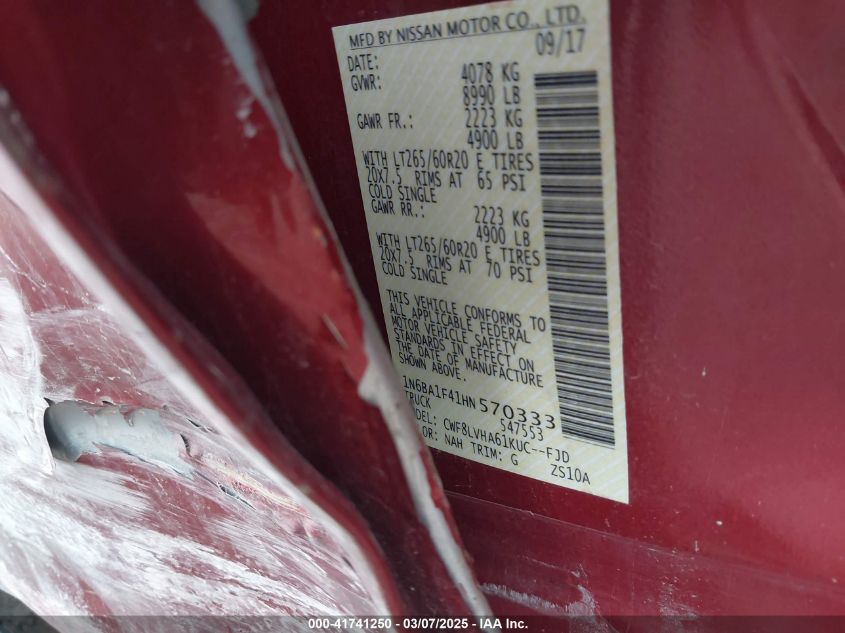 MFD BY NISSAN MOTOR CO., LTD.
DATE: 09/17
GVWR: 4078 KG
8990 LB
GAWR FR.: 2223 KG
4900 LB
WITH LT265/60R20 E TIRES
20X7.5 RIMS AT 65 PSI
COLD SINGLE
GAWR RR.: 2223 KG
4900 LB
WITH LT265/60R20 E TIRES
20X7.5 RIMS AT 70 PSI
COLD SINGLE
THIS VEHICLE CONFORMS TO
ALL APPLICABLE FEDERAL
MOTOR VEHICLE SAFETY
STANDARDS IN EFFECT ON
THE DATE OF MANUFACTURE
SHOWN ABOVE.
1N6BA1F41HN570333
TRUCK S47553
DEL: CWF8LVHA61KUC--FJD
OR: NAH TRIM: G ZS10A
000-41741250 - 03/07/2025 - IAA Inc.